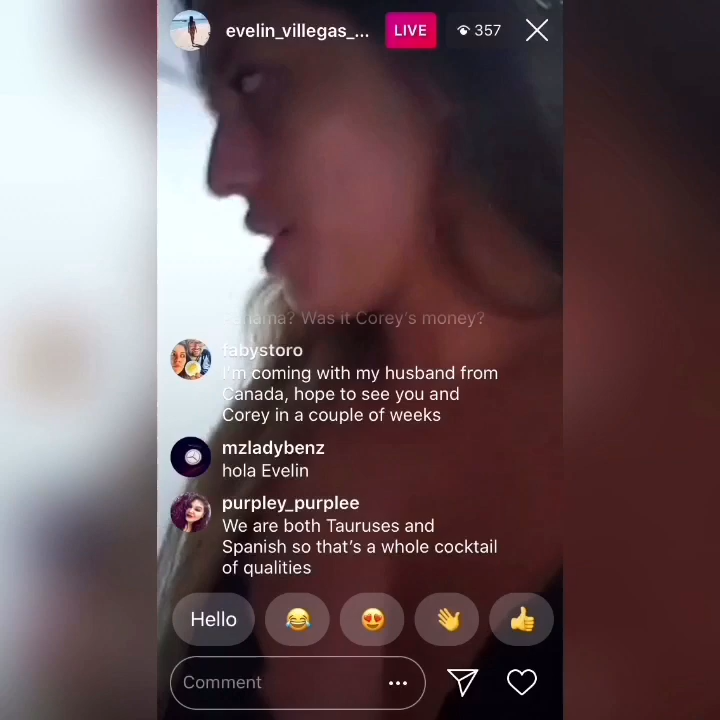 evelin_villegas_...
LIVE
357
ama? Was it Corey's money?
fabystoro
I'm coming with my husband from
Canada, hope to see you and
Corey in a couple of weeks
mzladybenz
hola Evelin
purpley_purplee
We are both Tauruses and
Spanish so that's a whole cocktail
of qualities
Hello
Comment